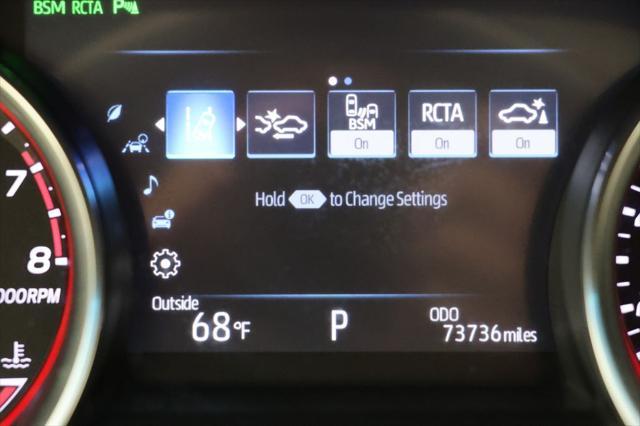 BSM RCTA P
RCTA
BSM
On On On
Hold OK to Change Settings
7
8
000RPM
Outside
68°F
P
ODO
73736 miles